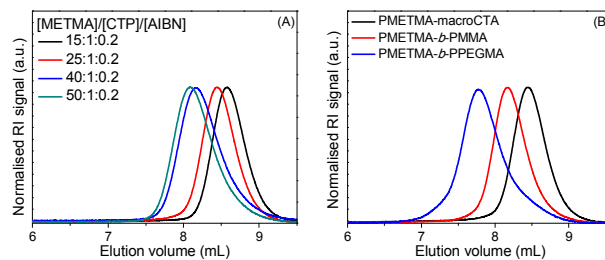 [METMA]/[CTP]/[AIBN]
(A)
15:1:0.2
25:1:0.2
40:1:0.2
50:1:0.2
Normalised RI signal (a.u.)
6 7 8 9
Elution volume (mL)
PMETMA-macroCTA
(B)
PMETMA-b-PMMA
PMETMA-b-PPEGMA
Normalised RI signal (a.u.)
6 7 8 9
Elution volume (mL)